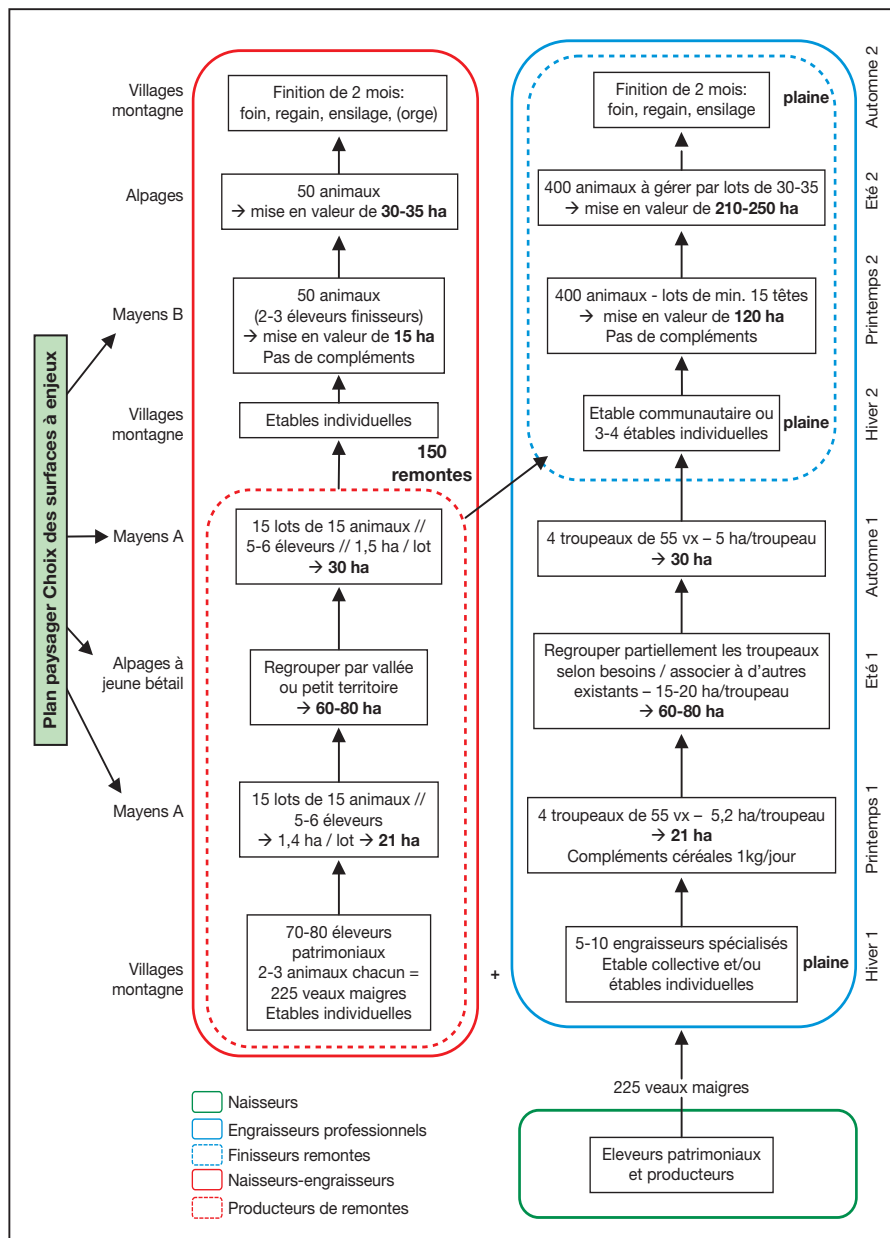 Plan paysager Choix des surfaces à enjeux
Villages
montagne
Alpages
Mayens B
Villages
montagne
Mayens A
Alpages à
jeune bétail
Mayens A
Villages
montagne
Finition de 2 mois:
foin, regain, ensilage, (orge)
50 animaux
→ mise en valeur de 30-35 ha
50 animaux
(2-3 éleveurs finisseurs)
→ mise en valeur de 15 ha
Pas de compléments
Etables individuelles
150
remontes
15 lots de 15 animaux //
5-6 éleveurs // 1,5 ha / lot
→ 30 ha
Regrouper par vallée
ou petit territoire
→ 60-80 ha
15 lots de 15 animaux //
5-6 éleveurs
→ 1,4 ha / lot → 21 ha
70-80 éleveurs
patrimoniaux
2-3 animaux chacun =
225 veaux maigres
Etables individuelles
+
Finition de 2 mois:
foin, regain, ensilage
plaine
400 animaux à gérer par lots de 30-35
→ mise en valeur de 210-250 ha
400 animaux - lots de min. 15 têtes
→ mise en valeur de 120 ha
Pas de compléments
Etable communautaire ou
3-4 étables individuelles
plaine
4 troupeaux de 55 vx – 5 ha/troupeau
→ 30 ha
Regrouper partiellement les troupeaux
selon besoins / associer à d'autres
existants – 15-20 ha/troupeau
→ 60-80 ha
4 troupeaux de 55 vx – 5,2 ha/troupeau
→ 21 ha
Compléments céréales 1kg/jour
5-10 engraisseurs spécialisés
Etable collective et/ou
étables individuelles
plaine
225 veaux maigres
Eleveurs patrimoniaux
et producteurs
Automne 2
Eté 2
Printemps 2
Hiver 2
Automne 1
Eté 1
Printemps 1
Hiver 1
Naisseurs
Engraisseurs professionnels
Finisseurs remontes
Naisseurs-engraisseurs
Producteurs de remontes